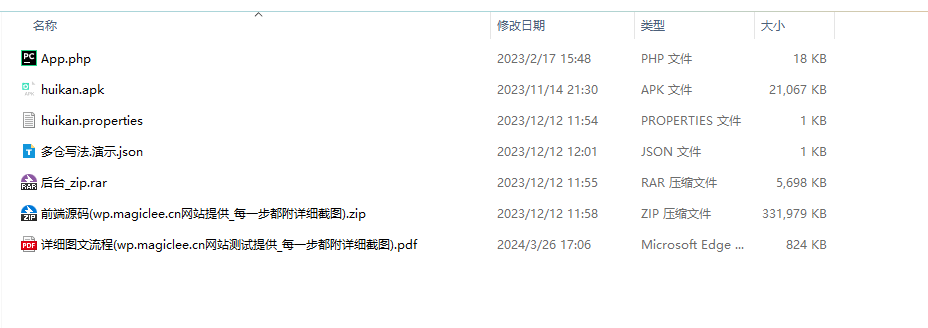 名称 修改日期 类型 大小
App.php 2023/2/17 15:48 PHP 文件 18 KB
huikan.apk 2023/11/14 21:30 APK 文件 21,067 KB
huikan.properties 2023/12/12 11:54 PROPERTIES 文件 1 KB
多仓写法.演示.json 2023/12/12 12:01 JSON 文件 1 KB
后台_zip.rar 2023/12/12 11:55 RAR 压缩文件 5,698 KB
前端源码(wp.magiclee.cn网站提供_每一步都附详细截图).zip 2023/12/12 11:58 ZIP 压缩文件 331,979 KB
详细图文流程(wp.magiclee.cn网站测试提供_每一步都附详细截图).pdf 2024/3/26 17:06 Microsoft Edge ... 824 KB